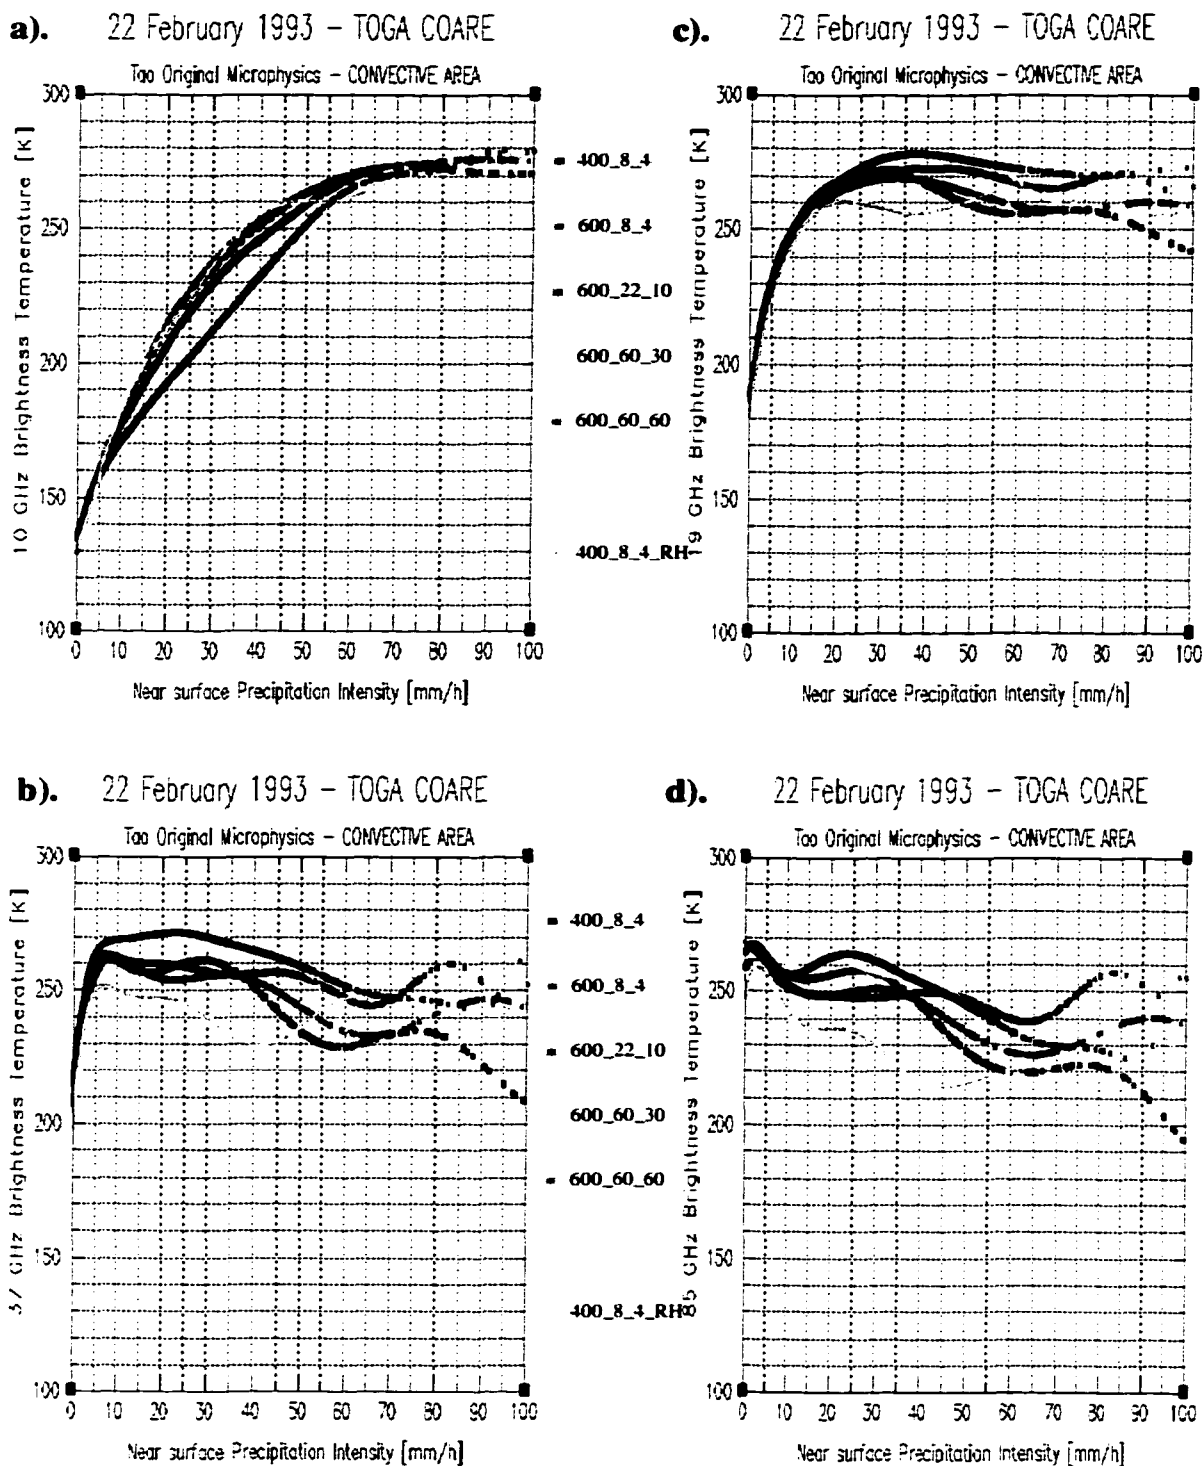 a). 22 February 1993 – TOGA COARE
Tao Original Microphysics – CONVECTIVE AREA
10 GHz Brightness Temperature [K]
300
250
200
150
100
0 10 20 30 40 50 60 70 80 90 100
Near surface Precipitation Intensity [mm/h]
400_8_4
600_8_4
600_22_10
600_60_30
600_60_60
400_8_4_RH
c). 22 February 1993 – TOGA COARE
Tao Original Microphysics – CONVECTIVE AREA
19 GHz Brightness Temperature [K]
300
250
200
150
100
0 10 20 30 40 50 60 70 80 90 100
Near surface Precipitation Intensity [mm/h]
b). 22 February 1993 – TOGA COARE
Tao Original Microphysics – CONVECTIVE AREA
37 GHz Brightness Temperature [K]
300
250
200
150
100
0 10 20 30 40 50 60 70 80 90 100
Near surface Precipitation Intensity [mm/h]
400_8_4
600_8_4
600_22_10
600_60_30
600_60_60
400_8_4_RH
d). 22 February 1993 – TOGA COARE
Tao Original Microphysics – CONVECTIVE AREA
85 GHz Brightness Temperature [K]
300
250
200
150
100
0 10 20 30 40 50 60 70 80 90 100
Near surface Precipitation Intensity [mm/h]